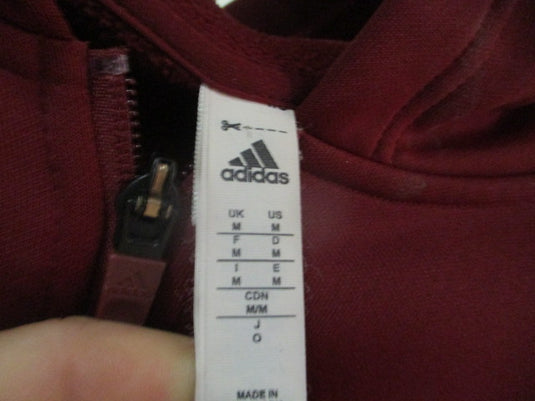 adidas
UK US
M M
F D
M M
I E
M M
CDN
M/M
J
O
MADE IN